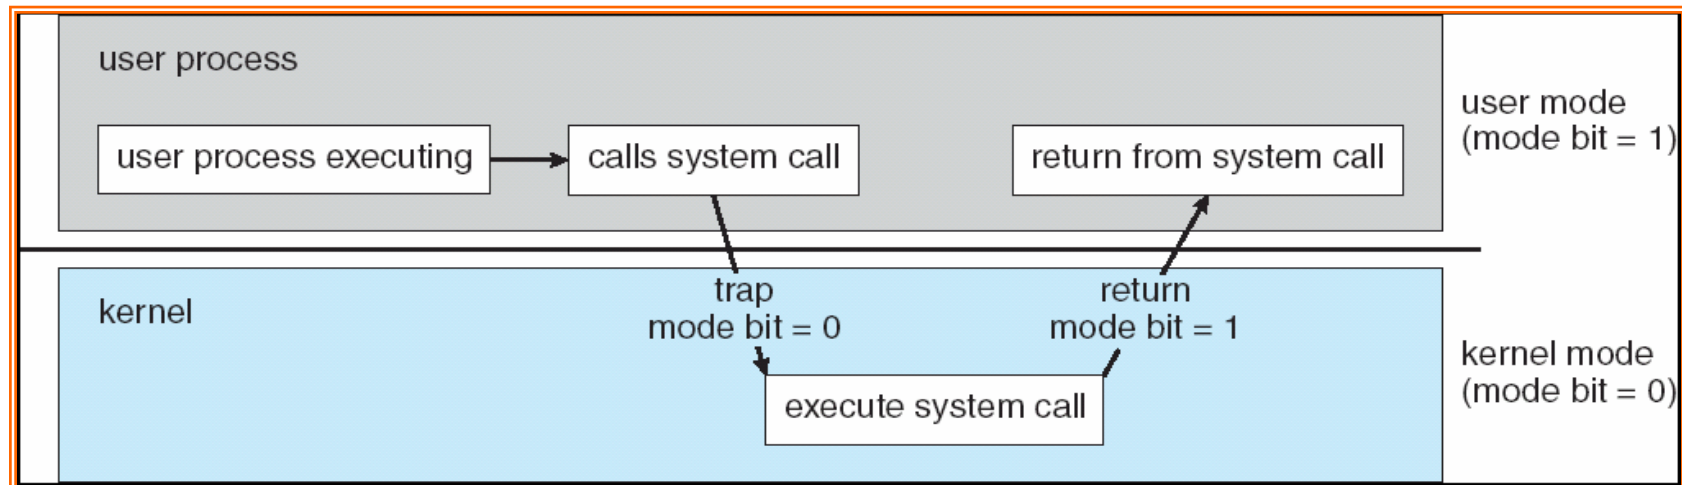 user process
user process executing
calls system call
return from system call
user mode
(mode bit = 1)
kernel
trap
mode bit = 0
return
mode bit = 1
execute system call
kernel mode
(mode bit = 0)